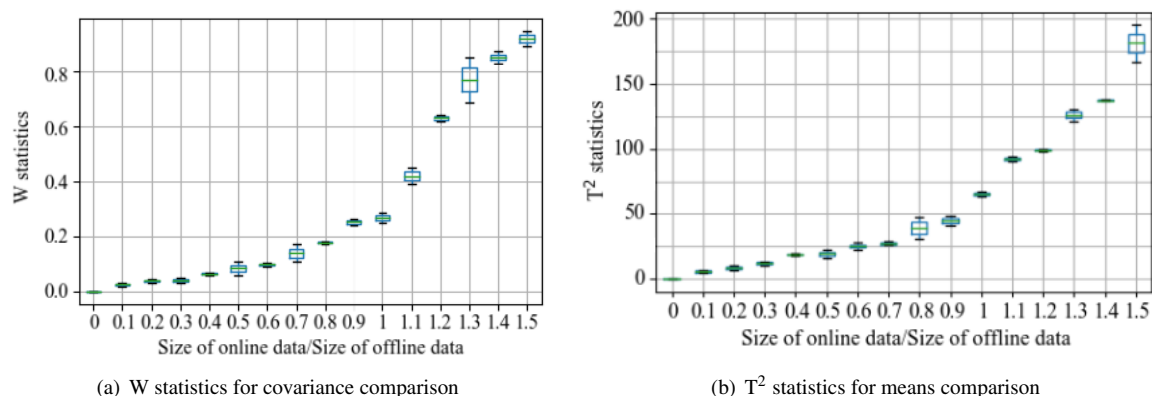 W statistics
0.8
0.6
0.4
0.2
0.0
0 0.1 0.2 0.3 0.4 0.5 0.6 0.7 0.8 0.9 1 1.1 1.2 1.3 1.4 1.5
Size of online data/Size of offline data
(a) W statistics for covariance comparison
T² statistics
200
150
100
50
0
0 0.1 0.2 0.3 0.4 0.5 0.6 0.7 0.8 0.9 1 1.1 1.2 1.3 1.4 1.5
Size of online data/Size of offline data
(b) T² statistics for means comparison